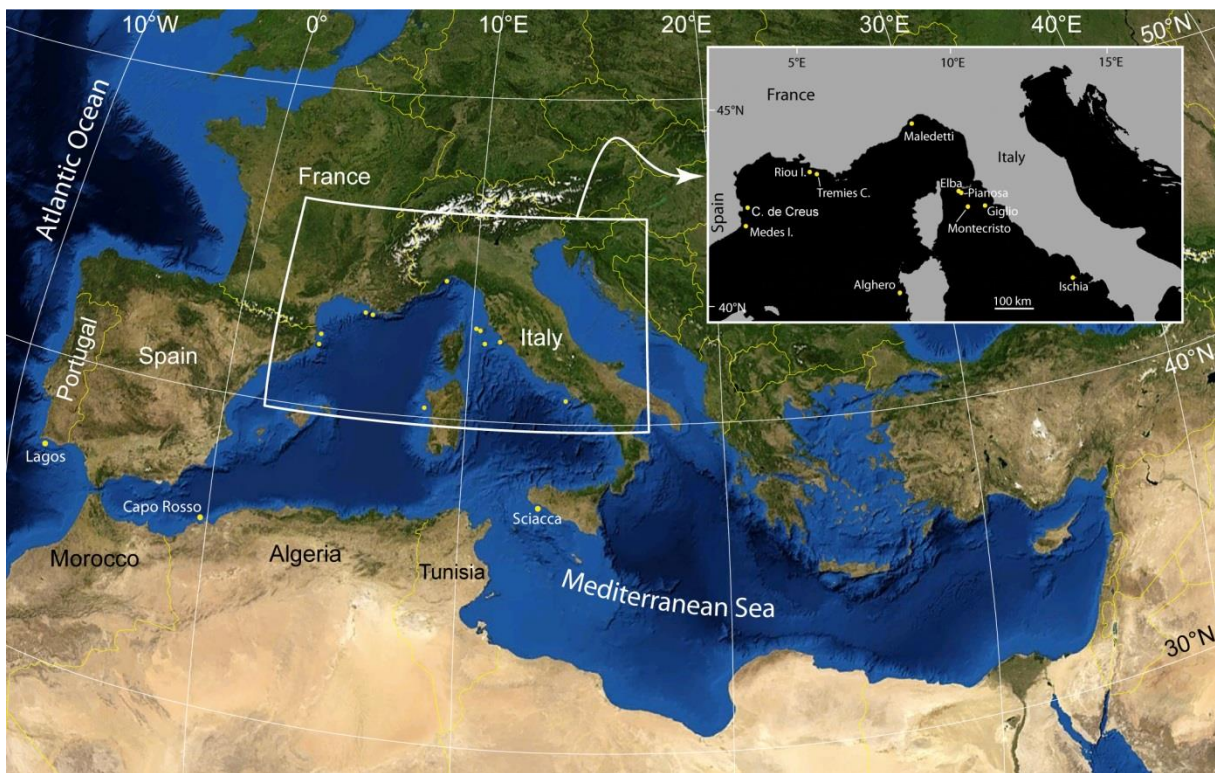 10°W
0°
10°E
20°E
30°E
40°E
50°N
Atlantic Ocean
France
Portugal
Spain
Italy
40°N
Lagos
Capo Rosso
Sciacca
Morocco
Algeria
Tunisia
Mediterranean Sea
30°N
5°E
10°E
15°E
France
45°N
Maledetti
Italy
Riou I.
Tremies C.
Elba
Pianosa
Spain
C. de Creus
Giglio
Montecristo
Medes I.
Alghero
Ischia
40°N
100 km